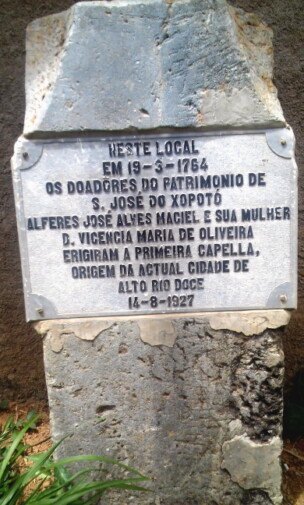 NESTE LOCAL
EM 19-3-1764
OS DOADORES DO PATRIMONIO DE
S. JOSÉ DO XOPOTÓ
ALFERES JOSÉ ALVES MACIEL E SUA MULHER
D. VICENCIA MARIA DE OLIVEIRA
ERIGIRAM A PRIMEIRA CAPELLA,
ORIGEM DA ACTUAL CIDADE DE
ALTO RIO DOCE
14-8-1927